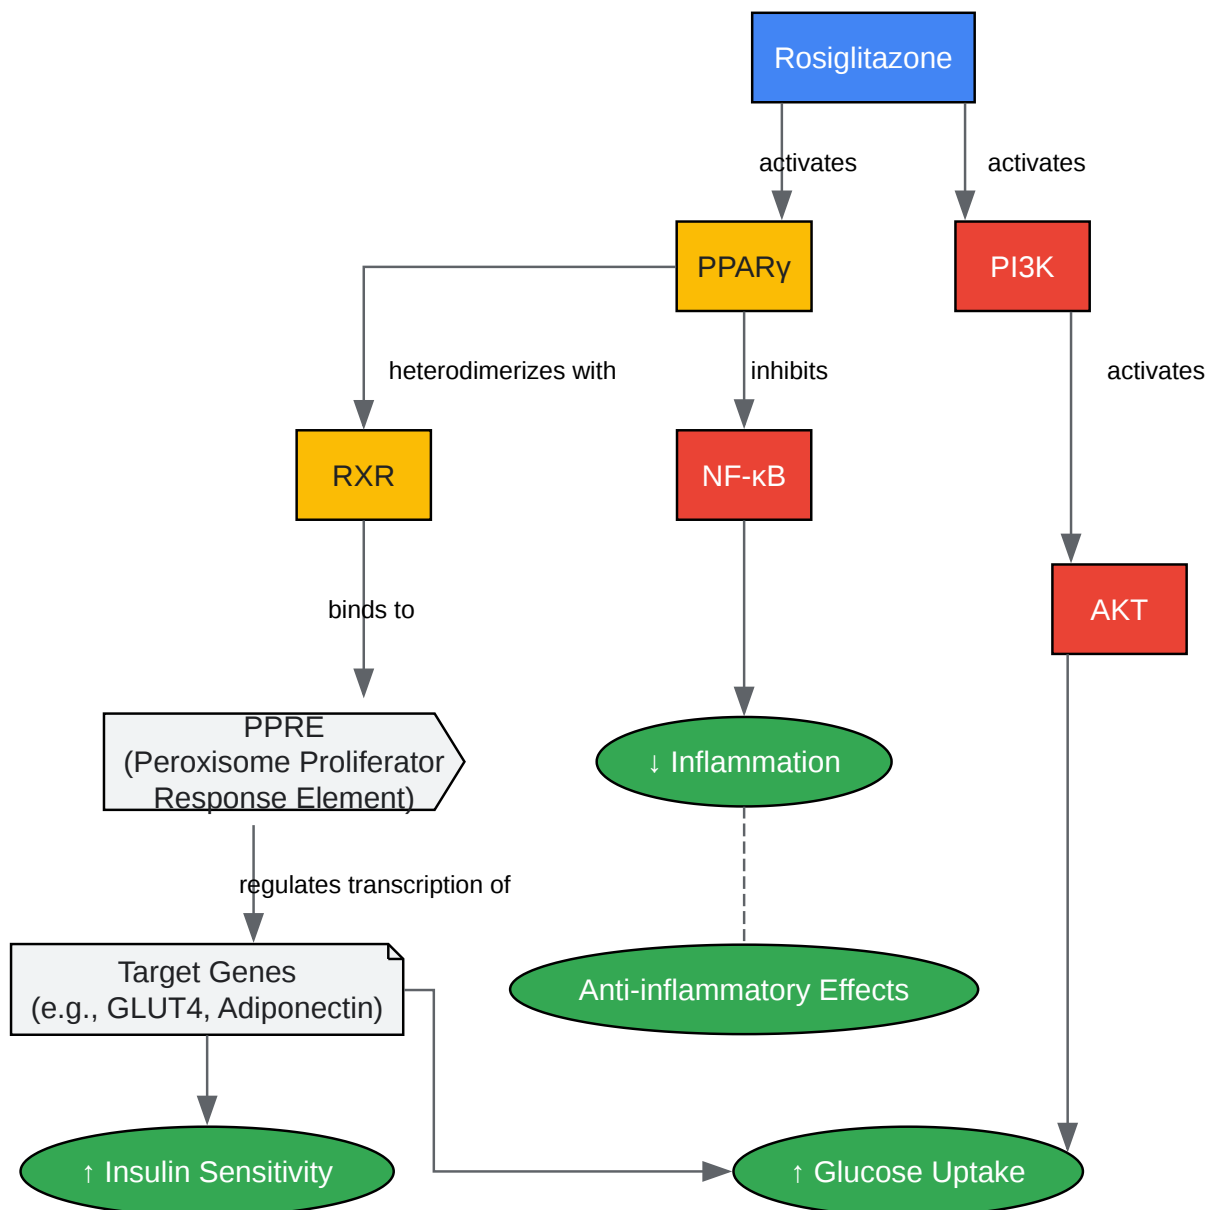 Rosiglitazone
activates
activates
PPARγ
PI3K
heterodimerizes with
inhibits
activates
RXR
NF-κB
binds to
AKT
PPRE
(Peroxisome Proliferator
Response Element)
↓ Inflammation
regulates transcription of
Target Genes
(e.g., GLUT4, Adiponectin)
Anti-inflammatory Effects
↑ Insulin Sensitivity
↑ Glucose Uptake